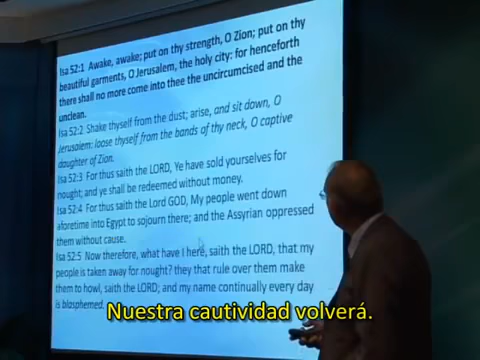 Isa 52:1 Awake, awake; put on thy strength, O Zion; put on thy
beautiful garments, O Jerusalem, the holy city: for henceforth
there shall no more come into thee the uncircumcised and the
unclean.
Isa 52:2 Shake thyself from the dust; arise, and sit down, O
Jerusalem: loose thyself from the bands of thy neck, O captive
daughter of Zion.
Isa 52:3 For thus saith the LORD, Ye have sold yourselves for
nought; and ye shall be redeemed without money.
Isa 52:4 For thus saith the Lord GOD, My people went down
aforetime into Egypt to sojourn there; and the Assyrian oppressed
them without cause.
Isa 52:5 Now therefore, what have I here, saith the LORD, that my
people is taken away for nought? they that rule over them make
them to howl, saith the LORD; and my name continually every day
is blasphemed.
Nuestra cautividad volverá.